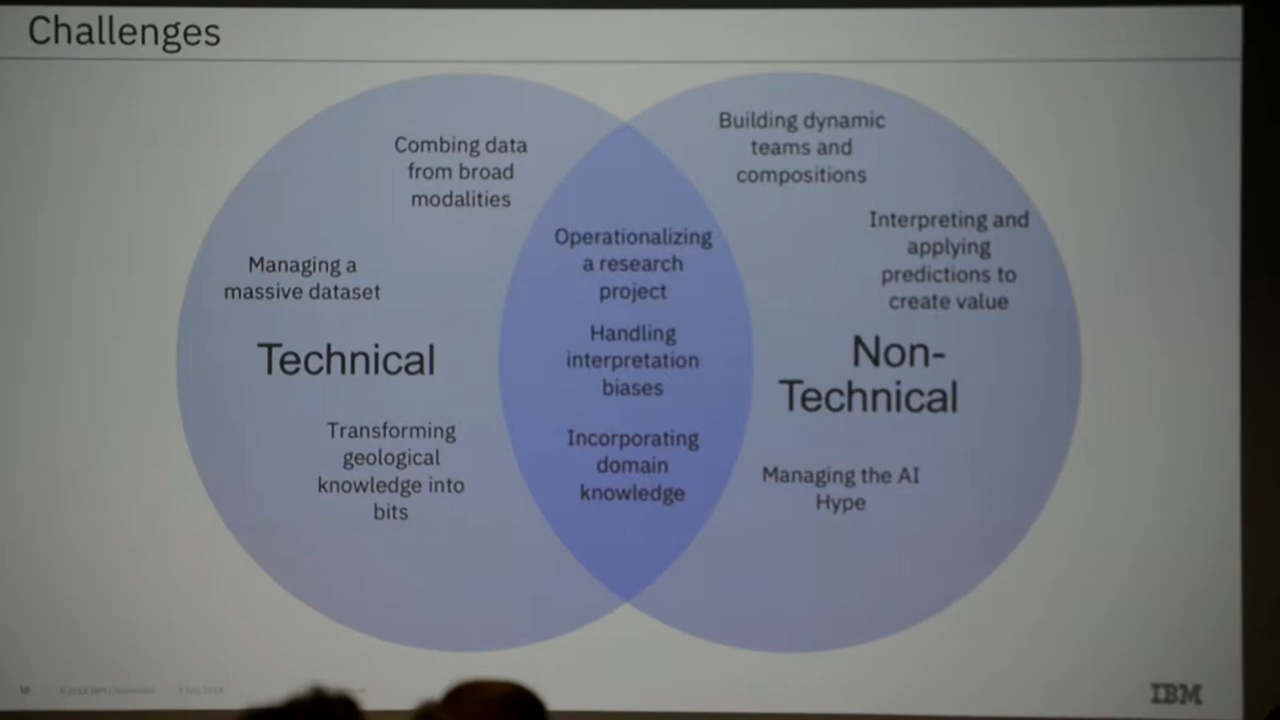 Challenges
Combing data
from broad
modalities
Managing a
massive dataset
Technical
Transforming
geological
knowledge into
bits
Operationalizing
a research
project
Handling
interpretation
biases
Incorporating
domain
knowledge
Building dynamic
teams and
compositions
Interpreting and
applying
predictions to
create value
Non-
Technical
Managing the AI
Hype
10
IBM